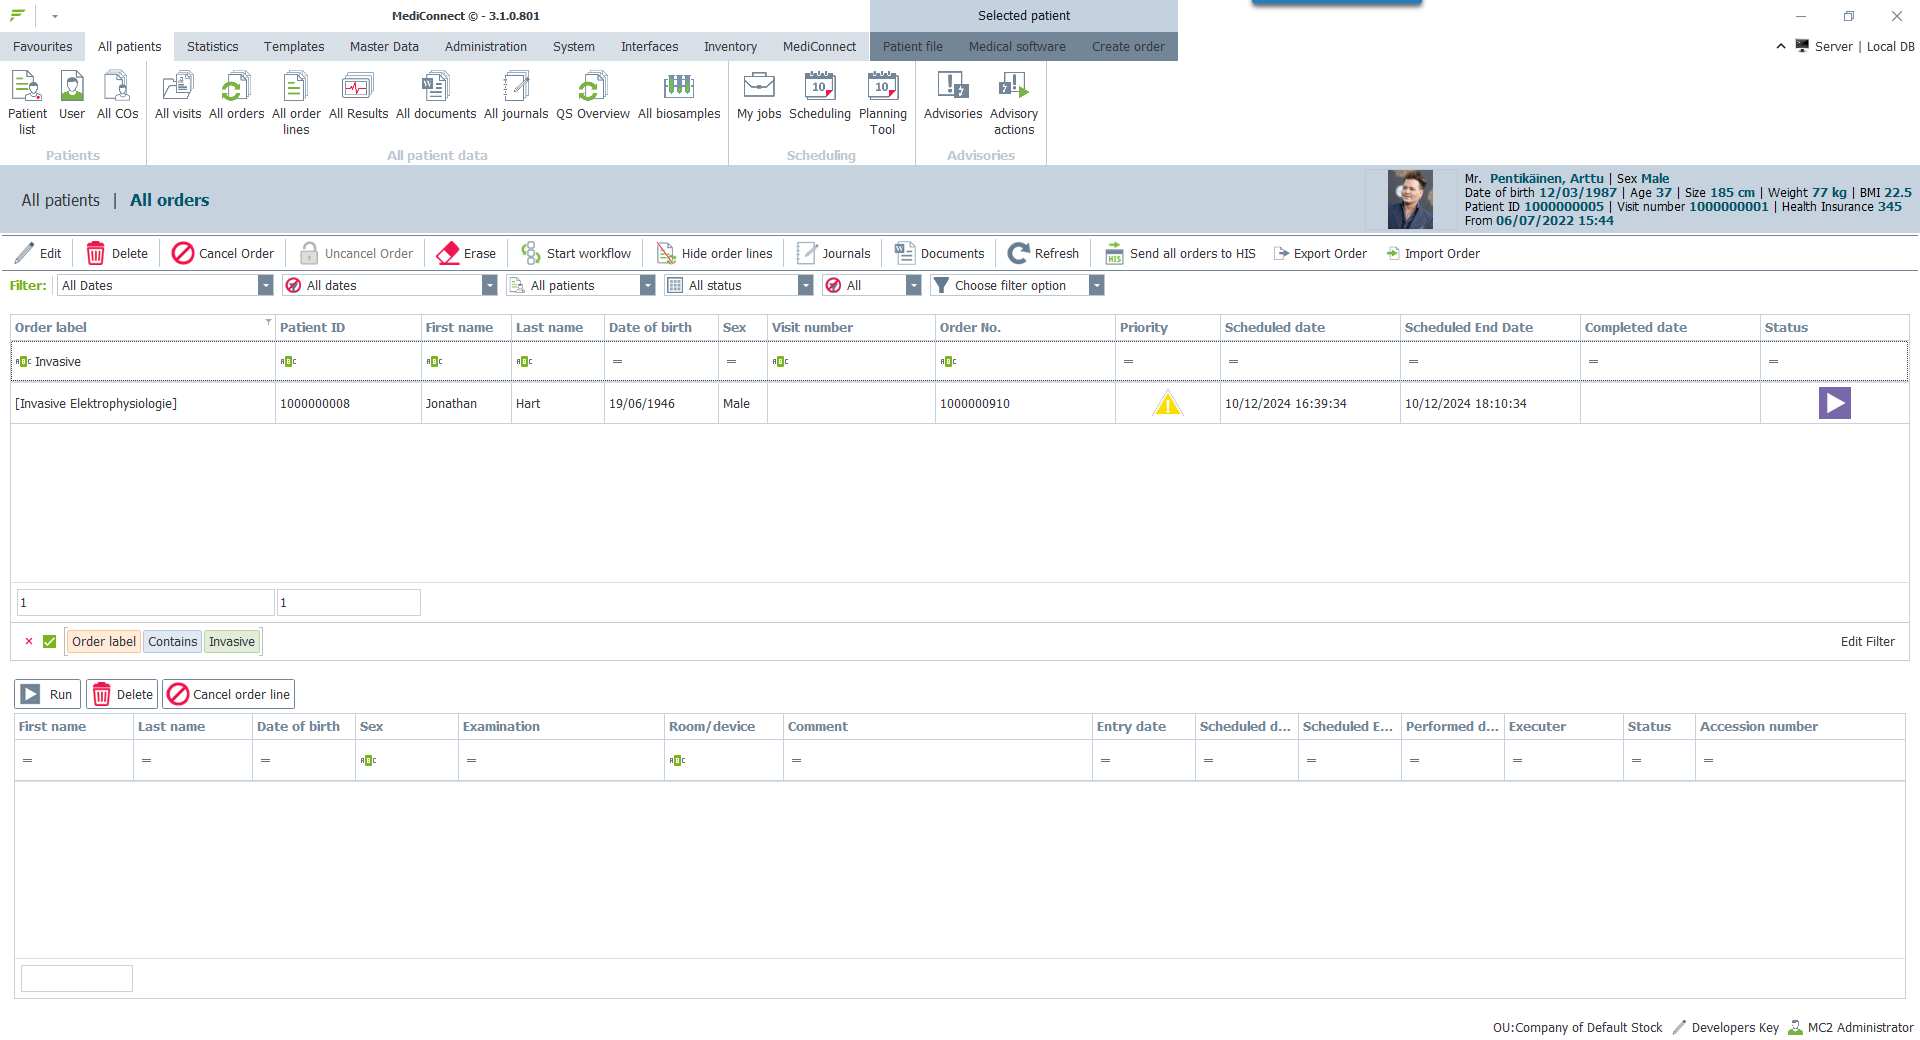 MediConnect © - 3.1.0.801
Selected patient
Favourites All patients Statistics Templates Master Data Administration System Interfaces Inventory MediConnect Patient file Medical software Create order
Server | Local DB
Patient list
User
All COs
All visits
All orders
All order lines
All Results
All documents
All journals
QS Overview
All biosamples
My jobs
10
Scheduling
10
Planning Tool
Advisories
Advisory actions
Patients
All patient data
Scheduling
Advisories
All patients | All orders
Mr. Pentikäinen, Arttu | Sex Male
Date of birth 12/03/1987 | Age 37 | Size 185 cm | Weight 77 kg | BMI 22.5
Patient ID 1000000005 | Visit number 1000000001 | Health Insurance 345
From 06/07/2022 15:44
Edit Delete Cancel Order Uncancel Order Erase Start workflow Hide order lines Journals Documents Refresh HIS Send all orders to HIS Export Order Import Order
Filter: All Dates All dates All patients All status All Choose filter option
Order label Patient ID First name Last name Date of birth Sex Visit number Order No. Priority Scheduled date Scheduled End Date Completed date Status
ABC Invasive ABC ABC ABC = = ABC ABC = = = = =
[Invasive Elektrophysiologie] 1000000008 Jonathan Hart 19/06/1946 Male 1000000910 10/12/2024 16:39:34 10/12/2024 18:10:34
1 1
Order label Contains Invasive Edit Filter
Run Delete Cancel order line
First name Last name Date of birth Sex Examination Room/device Comment Entry date Scheduled d... Scheduled E... Performed d... Executer Status Accession number
= = = ABC = ABC = = = = = = = =
OU:Company of Default Stock Developers Key MC2 Administrator